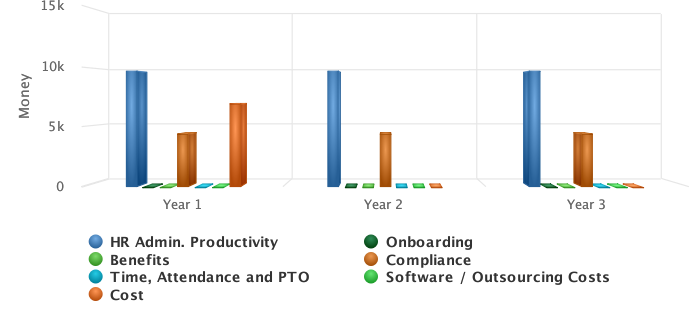 15k
10k
5k
0
Money
Year 1 Year 2 Year 3
HR Admin. Productivity Onboarding
Benefits Compliance
Time, Attendance and PTO Software / Outsourcing Costs
Cost